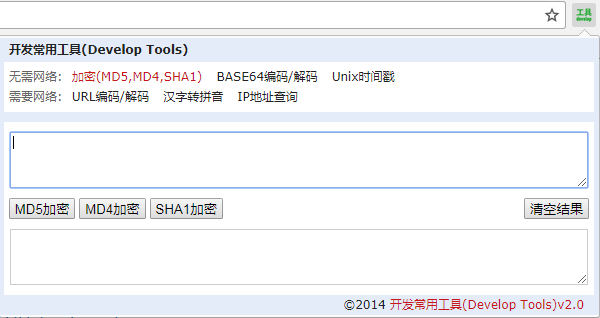 工具
develop
开发常用工具(Develop Tools)
无需网络: 加密(MD5,MD4,SHA1) BASE64编码/解码 Unix时间戳
需要网络: URL编码/解码 汉字转拼音 IP地址查询
MD5加密 MD4加密 SHA1加密 清空结果
©2014 开发常用工具(Develop Tools)v2.0